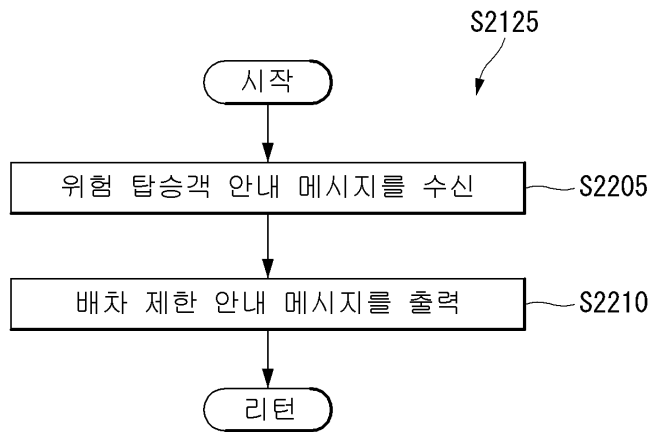 S2125
시작
위험 탑승객 안내 메시지를 수신
S2205
배차 제한 안내 메시지를 출력
S2210
리턴